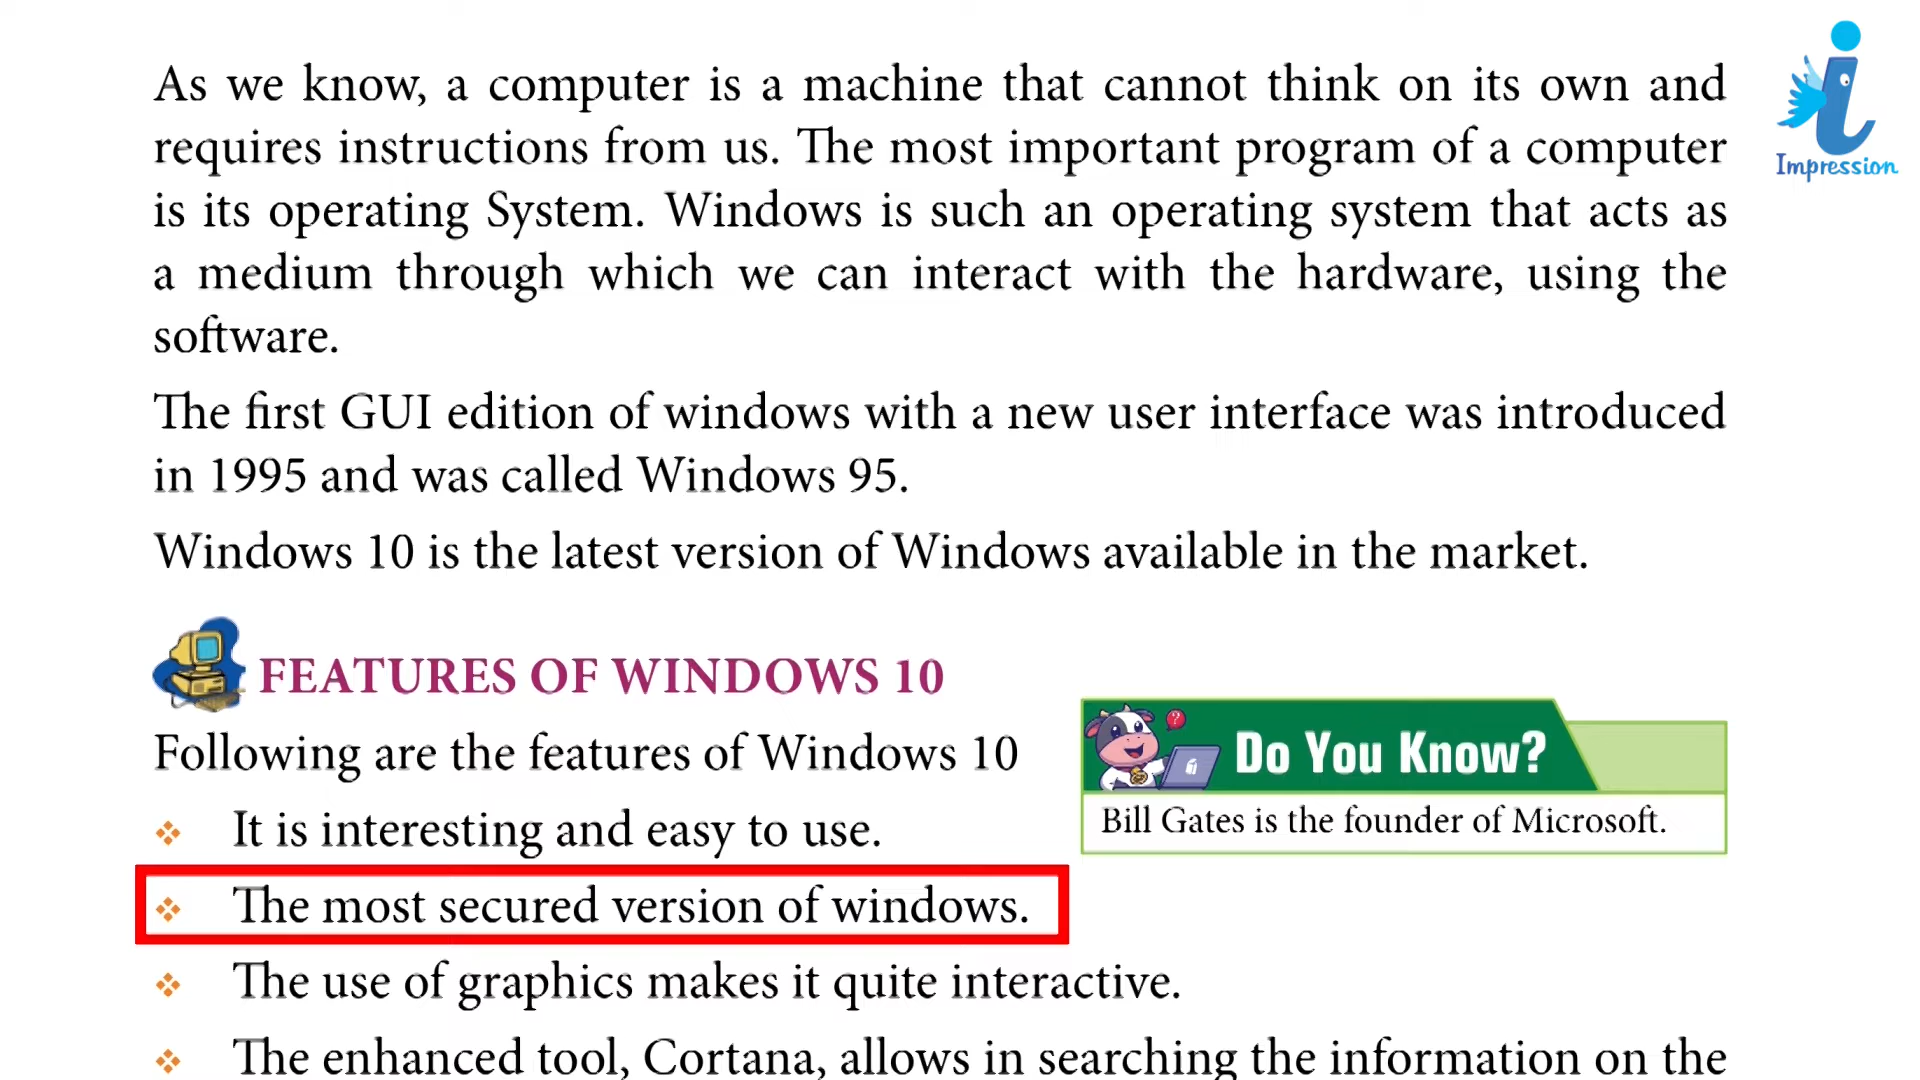 As we know, a computer is a machine that cannot think on its own and
requires instructions from us. The most important program of a computer
is its operating System. Windows is such an operating system that acts as
a medium through which we can interact with the hardware, using the
software.
The first GUI edition of windows with a new user interface was introduced
in 1995 and was called Windows 95.
Windows 10 is the latest version of Windows available in the market.
FEATURES OF WINDOWS 10
Following are the features of Windows 10
It is interesting and easy to use.
The most secured version of windows.
The use of graphics makes it quite interactive.
The enhanced tool, Cortana, allows in searching the information on the
Do You Know?
Bill Gates is the founder of Microsoft.
Impression